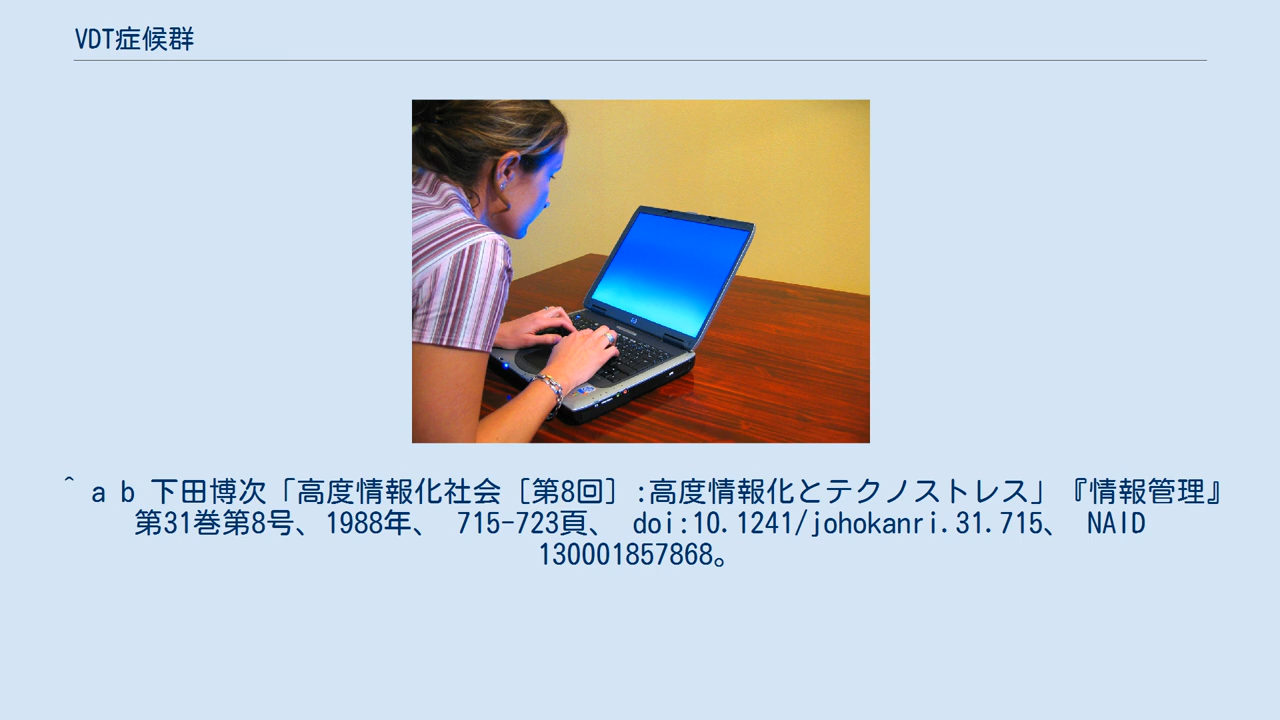 VDT症候群
^ a b 下田博次「高度情報化社会［第8回］:高度情報化とテクノストレス」『情報管理』
第31巻第8号、1988年、 715-723頁、 doi:10.1241/johokanri.31.715、 NAID
130001857868。